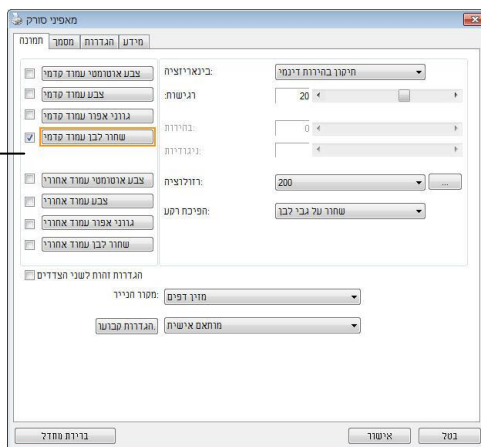 מאפיני סורק
תמונה
מסמך
הגדרות
מידע
צבע אוטומטי עמוד קדמי
צבע עמוד קדמי
גווני אפור עמוד קדמי
שחור לבן עמוד קדמי
צבע אוטומטי עמוד אחורי
צבע עמוד אחורי
גווני אפור עמוד אחורי
שחור לבן עמוד אחורי
בינאריזציה:
תיקון בהירות דינמי
רגישות:
20
בהירות:
0
ניגודיות:
רזולוציה:
200
...
הפיכת רקע:
שחור על גבי לבן
הגדרות זהות לשני הצדדים
מקור הנייר:
מזין דפים
הגדרות קבועו.
מותאם אישית
ברירת מחדל
אישור
בטל